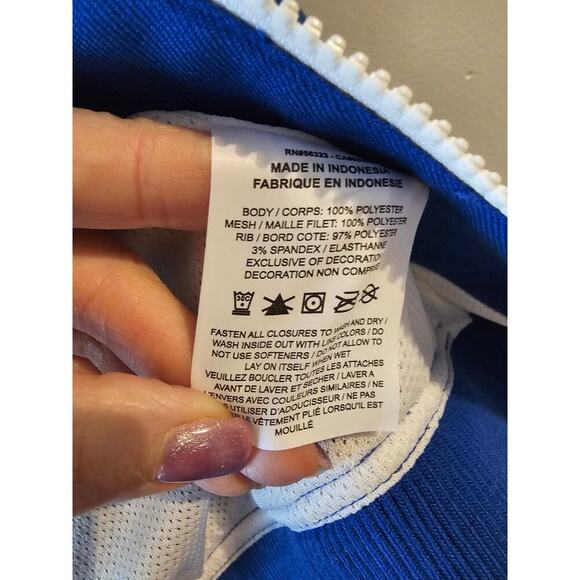 RN#56323 -
MADE IN INDONESIA
FABRIQUE EN INDONESIE
BODY / CORPS: 100% POLYESTER
MESH / MAILLE FILET: 100% POLYESTER
RIB / BORD COTE: 97% POLYESTER
3% SPANDEX / ELASTHANNE
EXCLUSIVE OF DECORATION
DECORATION NON COMPRISE
30C
FASTEN ALL CLOSURES TO WASH AND DRY /
WASH INSIDE OUT WITH LIKE COLORS / DO
NOT USE SOFTENERS / DO NOT ALLOW TO
LAY ON ITSELF WHEN WET
VEUILLEZ BOUCLER TOUTES LES ATTACHES
AVANT DE LAVER ET SECHER / LAVER A
L'ENVERS AVEC COULEURS SIMILAIRES / NE
UTILISER D'ADOUCISSEUR / NE PAS
LE VÊTEMENT PLIÉ LORSQU'IL EST
MOUILLÉ